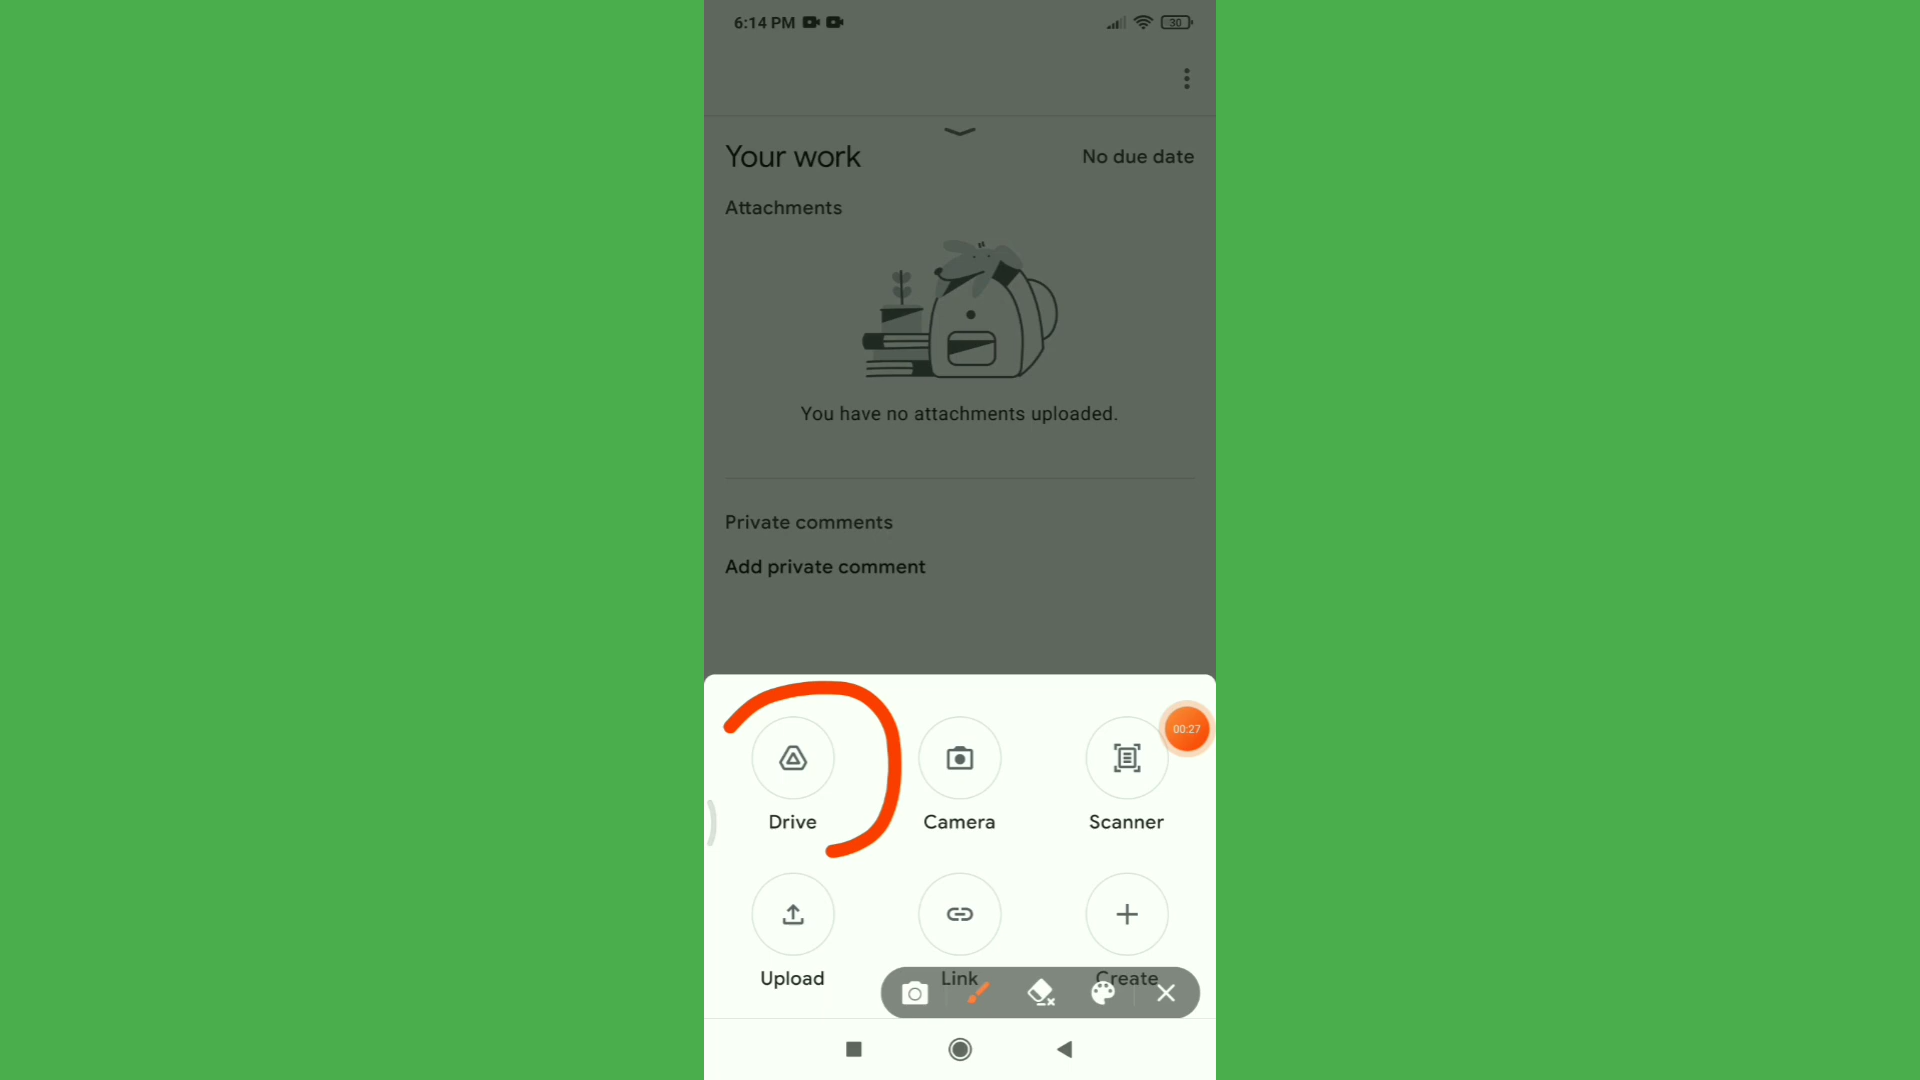 6:14 PM
30
Your work
No due date
Attachments
You have no attachments uploaded.
Private comments
Add private comment
00:27
Drive
Camera
Scanner
Upload
Link
Create